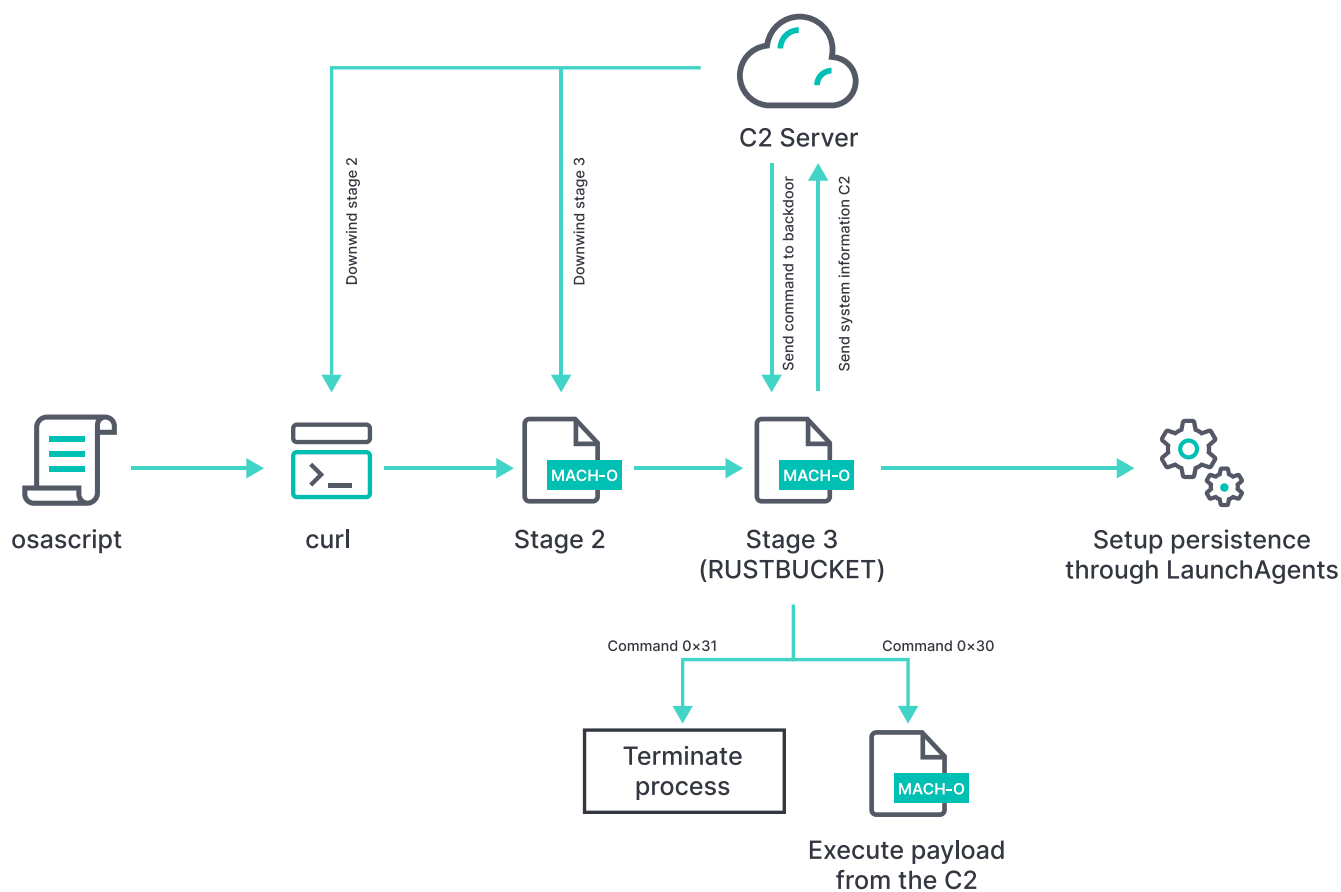 C2 Server
Downwind stage 2
Downwind stage 3
Send command to backdoor
Send system information C2
MACH-O
MACH-O
osascript
curl
Stage 2
Stage 3
(RUSTBUCKET)
Setup persistence
through LaunchAgents
Command 0×31
Command 0×30
Terminate
process
MACH-O
Execute payload
from the C2